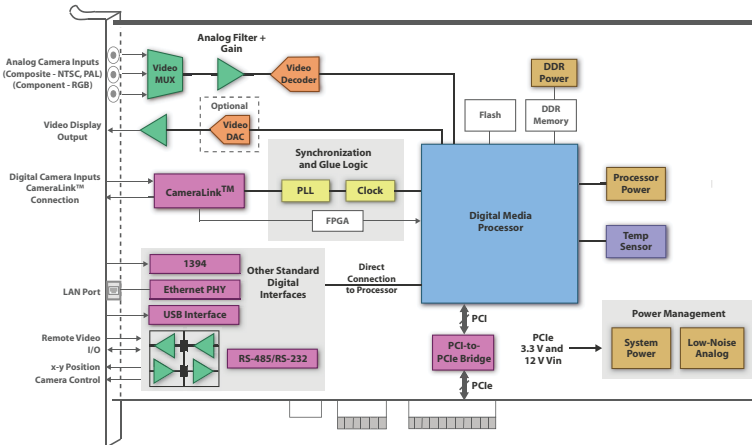 Analog Camera Inputs
(Composite - NTSC, PAL)
(Component - RGB)
Video
MUX
Analog Filter +
Gain
Video
Decoder
DDR
Power
Optional
Video
DAC
Video Display
Output
Flash
DDR
Memory
Synchronization
and Glue Logic
Digital Camera Inputs
CameraLink™
Connection
CameraLink™
PLL
Clock
FPGA
Digital Media
Processor
Processor
Power
Temp
Sensor
1394
Ethernet PHY
USB Interface
Other Standard
Digital
Interfaces
Direct
Connection
to Processor
LAN Port
Remote Video
I/O
x-y Position
Camera Control
RS-485/RS-232
PCI
PCI-to-
PCIe Bridge
PCIe
PCIe
3.3 V and
12 V Vin
Power Management
System
Power
Low-Noise
Analog